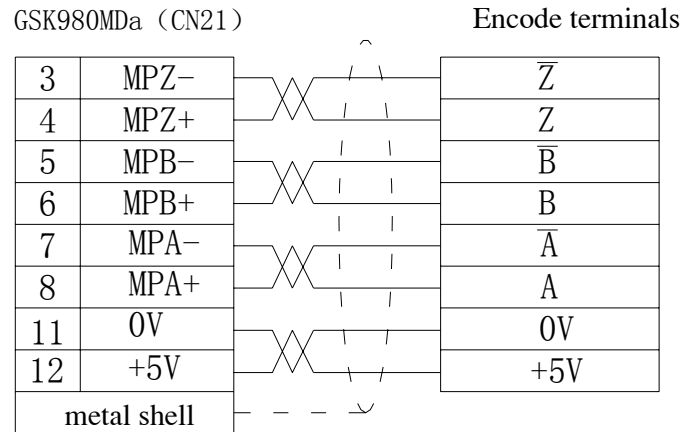 GSK980MDa (CN21) Encode terminals
3 MPZ- Z̅
4 MPZ+ Z
5 MPB- B̅
6 MPB+ B
7 MPA- A̅
8 MPA+ A
11 0V 0V
12 +5V +5V
metal shell